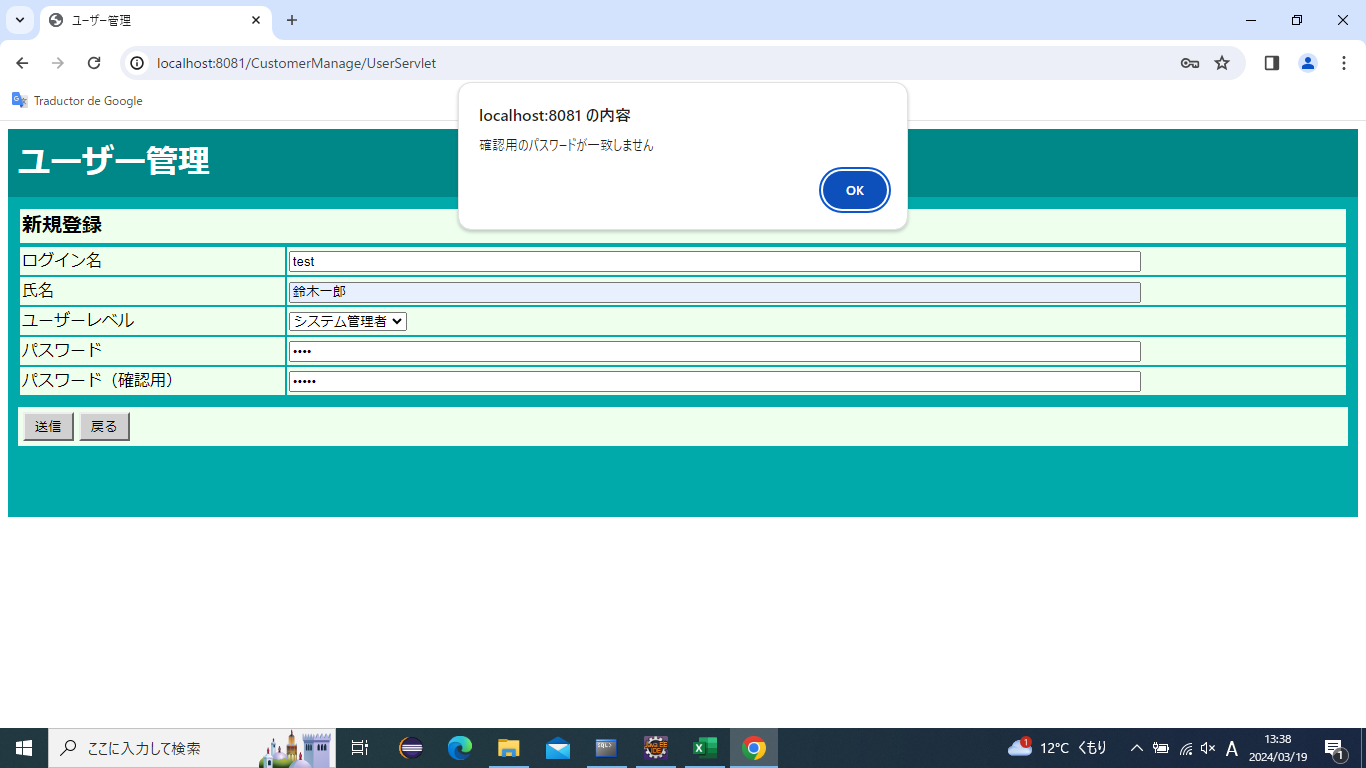 ユーザー管理
localhost:8081/CustomerManage/UserServlet
Traductor de Google
localhost:8081 の内容
確認用のパスワードが一致しません
OK
ユーザー管理
新規登録
ログイン名 test
氏名 鈴木一郎
ユーザーレベル システム管理者
パスワード ••••
パスワード（確認用） •••••
送信 戻る
ここに入力して検索
SQL>
Java EE IDE
1
12°C くもり
A
13:38
2024/03/19
1